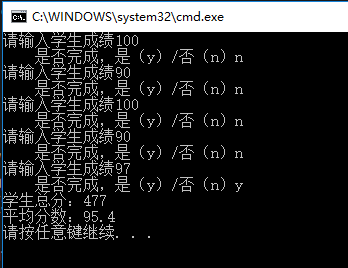 C:\WINDOWS\system32\cmd.exe
请输入学生成绩100
是否完成，是（y）/否（n）n
请输入学生成绩90
是否完成，是（y）/否（n）n
请输入学生成绩100
是否完成，是（y）/否（n）n
请输入学生成绩90
是否完成，是（y）/否（n）n
请输入学生成绩97
是否完成，是（y）/否（n）y
学生总分：477
平均分数：95.4
请按任意键继续. . .